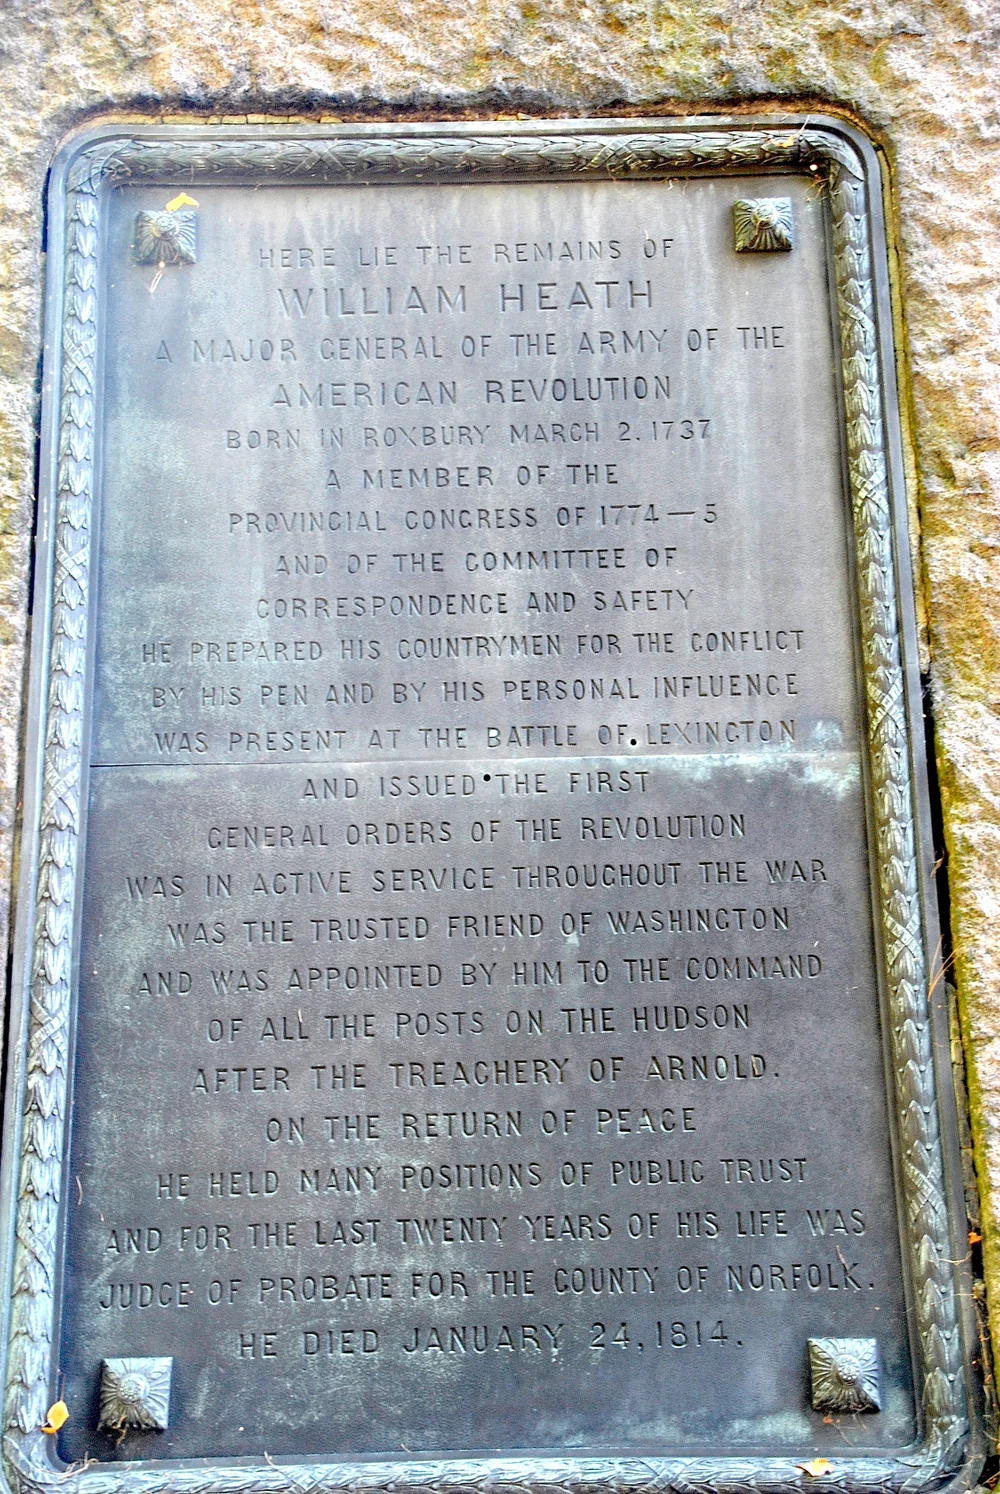 HERE LIE THE REMAINS OF
WILLIAM HEATH
A MAJOR GENERAL OF THE ARMY OF THE
AMERICAN REVOLUTION
BORN IN ROXBURY MARCH 2. 1737
A MEMBER OF THE
PROVINCIAL CONGRESS OF 1774-5
AND OF THE COMMITTEE OF
CORRESPONDENCE AND SAFETY
HE PREPARED HIS COUNTRYMEN FOR THE CONFLICT
BY HIS PEN AND BY HIS PERSONAL INFLUENCE
WAS PRESENT AT THE BATTLE OF LEXINGTON
AND ISSUED THE FIRST
GENERAL ORDERS OF THE REVOLUTION
WAS IN ACTIVE SERVICE THROUGHOUT THE WAR
WAS THE TRUSTED FRIEND OF WASHINGTON
AND WAS APPOINTED BY HIM TO THE COMMAND
OF ALL THE POSTS ON THE HUDSON
AFTER THE TREACHERY OF ARNOLD.
ON THE RETURN OF PEACE
HE HELD MANY POSITIONS OF PUBLIC TRUST
AND FOR THE LAST TWENTY YEARS OF HIS LIFE WAS
JUDGE OF PROBATE FOR THE COUNTY OF NORFOLK.
HE DIED JANUARY 24, 1814.